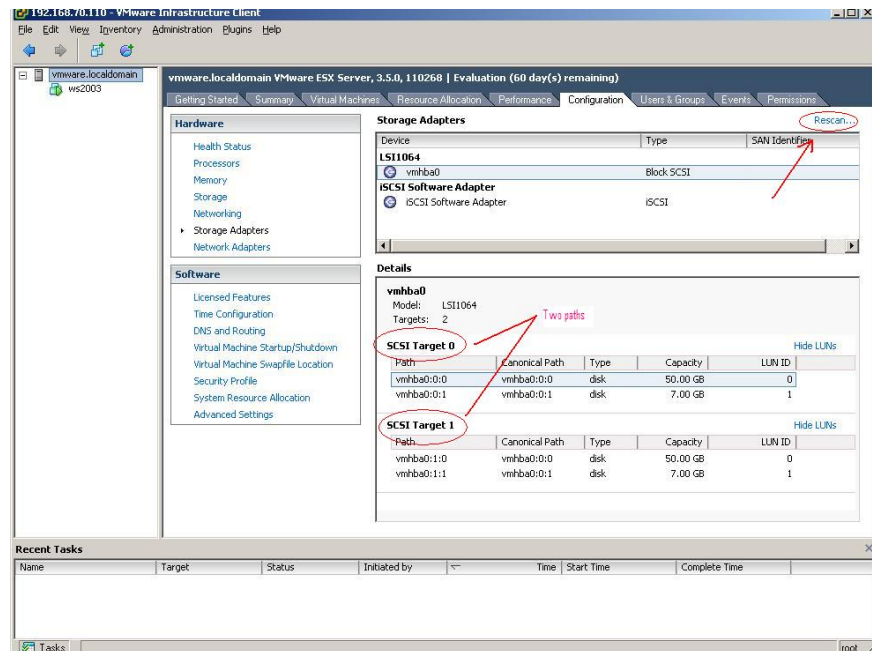 192.168.70.110 - VMware Infrastructure Client
File Edit View Inventory Administration Plugins Help
vmware.localdomain
ws2003
vmware.localdomain VMware ESX Server, 3.5.0, 110268 | Evaluation (60 day(s) remaining)
Getting Started Summary Virtual Machines Resource Allocation Performance Configuration Users & Groups Events Permissions
Hardware
Health Status
Processors
Memory
Storage
Networking
Storage Adapters
Network Adapters
Software
Licensed Features
Time Configuration
DNS and Routing
Virtual Machine Startup/Shutdown
Virtual Machine Swapfile Location
Security Profile
System Resource Allocation
Advanced Settings
Storage Adapters
Rescan...
Device Type SAN Identifier
LSI1064
vmhba0 Block SCSI
iSCSI Software Adapter
iSCSI Software Adapter iSCSI
Details
vmhba0
Model: LSI1064
Targets: 2
Two paths
SCSI Target 0 Hide LUNs
Path Canonical Path Type Capacity LUN ID
vmhba0:0:0 vmhba0:0:0 disk 50.00 GB 0
vmhba0:0:1 vmhba0:0:1 disk 7.00 GB 1
SCSI Target 1 Hide LUNs
Path Canonical Path Type Capacity LUN ID
vmhba0:1:0 vmhba0:0:0 disk 50.00 GB 0
vmhba0:1:1 vmhba0:0:1 disk 7.00 GB 1
Recent Tasks
Name Target Status Initiated by Time Start Time Complete Time
Tasks
root